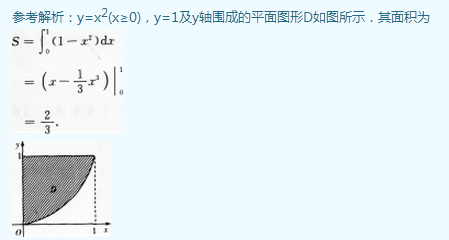 参考解析：y=x²(x≥0)，y=1及y轴围成的平面图形D如图所示．其面积为
S = ∫₀¹ (1−x²)dx
= (x − 1/3 x³) |₀¹
= 2/3 .
y
1
D
O 1 x